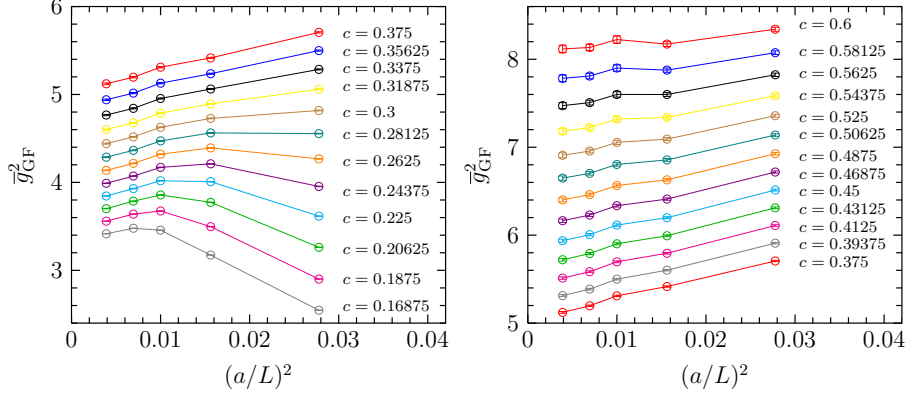 6
5
4
3
0
0.01
0.02
0.03
0.04
(a/L)²
ḡ²_GF
c = 0.375
c = 0.35625
c = 0.3375
c = 0.31875
c = 0.3
c = 0.28125
c = 0.2625
c = 0.24375
c = 0.225
c = 0.20625
c = 0.1875
c = 0.16875
8
7
6
5
0
0.01
0.02
0.03
0.04
(a/L)²
ḡ²_GF
c = 0.6
c = 0.58125
c = 0.5625
c = 0.54375
c = 0.525
c = 0.50625
c = 0.4875
c = 0.46875
c = 0.45
c = 0.43125
c = 0.4125
c = 0.39375
c = 0.375